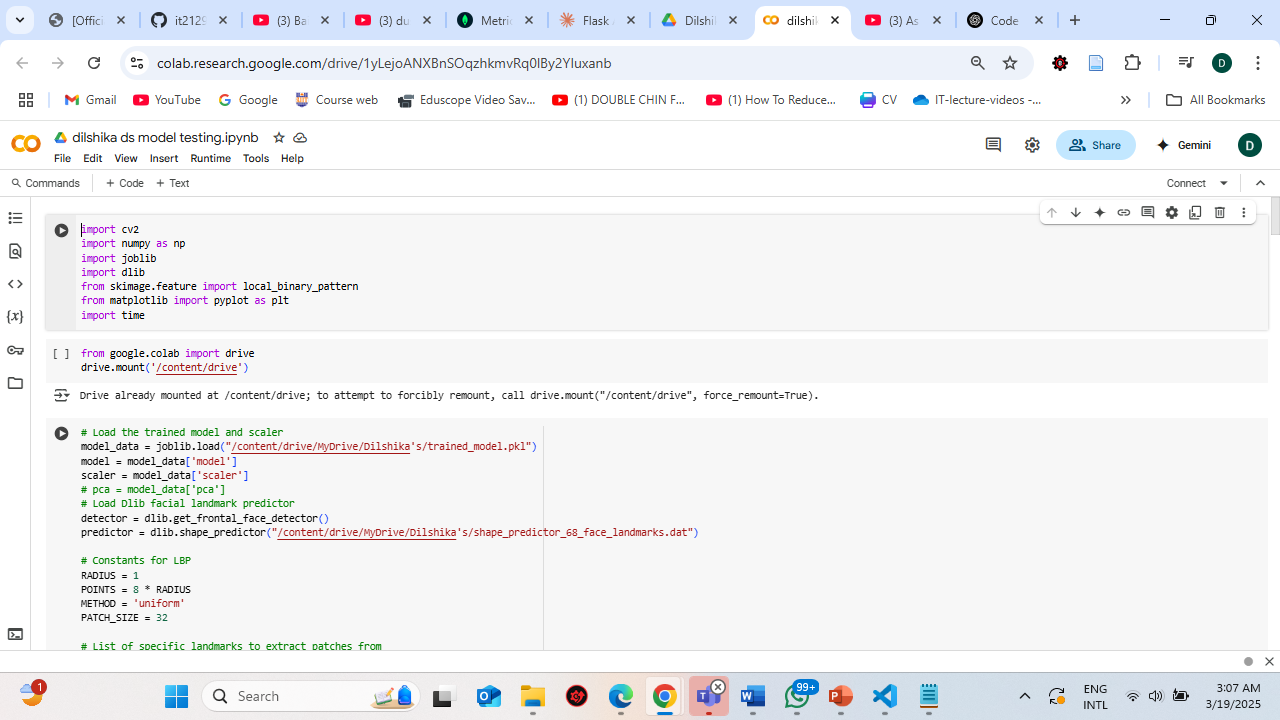 [Offici
it2129
(3) Ba
(3) du
Metric
Flask
Dilshil
dilshik
(3) As
Code
colab.research.google.com/drive/1yLejoANXBnSOqzhkmvRq0lBy2YIuxanb
D
Gmail
YouTube
Google
Course web
Eduscope Video Sav...
(1) DOUBLE CHIN F...
(1) How To Reduce...
CV
IT-lecture-videos -...
All Bookmarks
dilshika ds model testing.ipynb
File Edit View Insert Runtime Tools Help
Share
Gemini
D
Commands + Code + Text
Connect
import cv2
import numpy as np
import joblib
import dlib
from skimage.feature import local_binary_pattern
from matplotlib import pyplot as plt
import time
[ ] from google.colab import drive
drive.mount('/content/drive')
Drive already mounted at /content/drive; to attempt to forcibly remount, call drive.mount("/content/drive", force_remount=True).
# Load the trained model and scaler
model_data = joblib.load("/content/drive/MyDrive/Dilshika's/trained_model.pkl")
model = model_data['model']
scaler = model_data['scaler']
# pca = model_data['pca']
# Load Dlib facial landmark predictor
detector = dlib.get_frontal_face_detector()
predictor = dlib.shape_predictor("/content/drive/MyDrive/Dilshika's/shape_predictor_68_face_landmarks.dat")
# Constants for LBP
RADIUS = 1
POINTS = 8 * RADIUS
METHOD = 'uniform'
PATCH_SIZE = 32
# List of specific landmarks to extract patches from
1
Search
99+
ENG
INTL
3:07 AM
3/19/2025